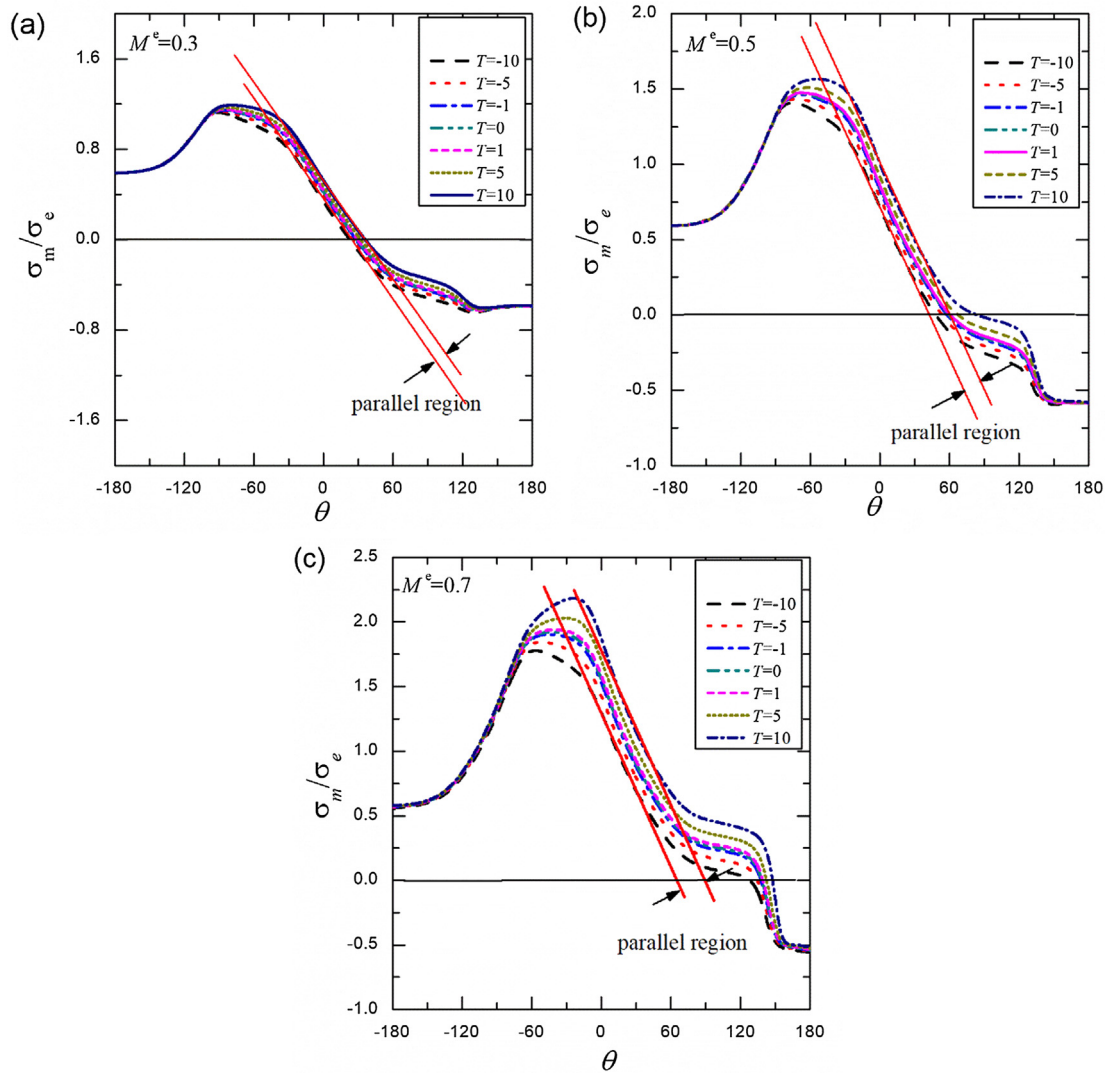 (a)
M^e=0.3
T=-10
T=-5
T=-1
T=0
T=1
T=5
T=10
1.6
0.8
0.0
-0.8
-1.6
σ_m/σ_e
parallel region
-180 -120 -60 0 60 120 180
θ
(b)
M^e=0.5
T=-10
T=-5
T=-1
T=0
T=1
T=5
T=10
2.0
1.5
1.0
0.5
0.0
-0.5
-1.0
σ_m/σ_e
parallel region
-180 -120 -60 0 60 120 180
θ
(c)
M^e=0.7
T=-10
T=-5
T=-1
T=0
T=1
T=5
T=10
2.5
2.0
1.5
1.0
0.5
0.0
-0.5
-1.0
σ_m/σ_e
parallel region
-180 -120 -60 0 60 120 180
θ